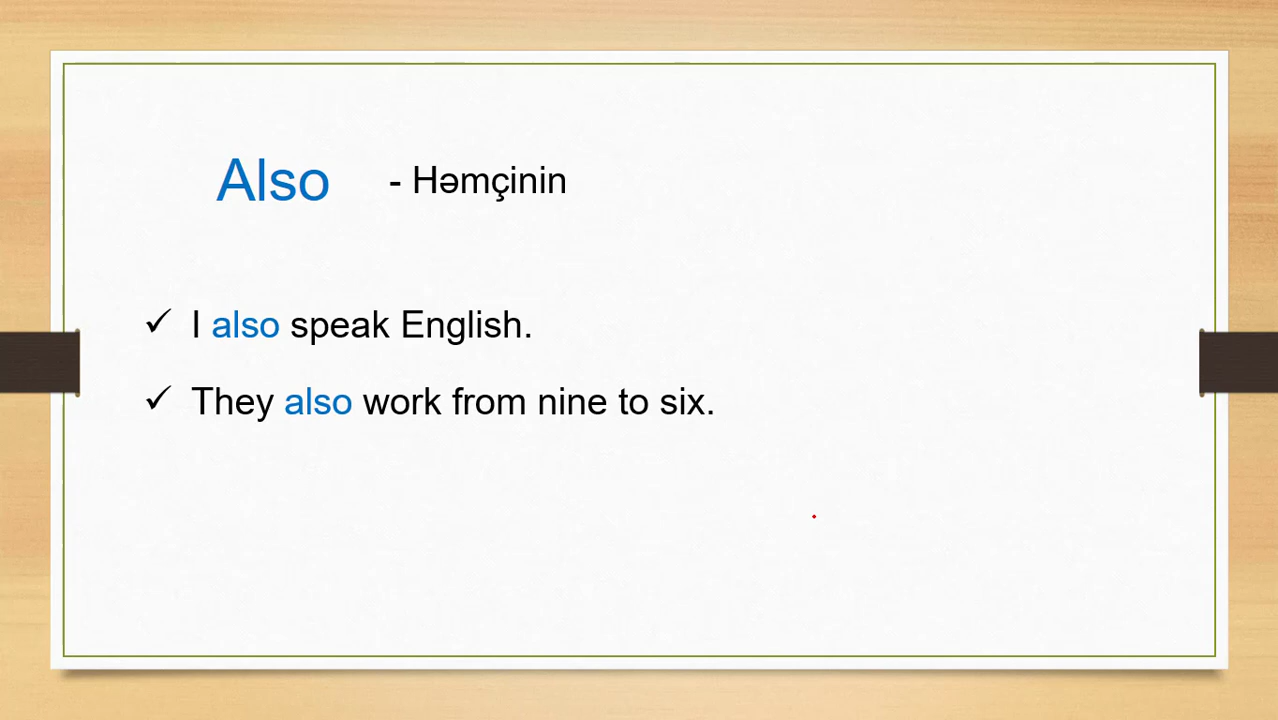 Also - Həmçinin
✓ I also speak English.
✓ They also work from nine to six.